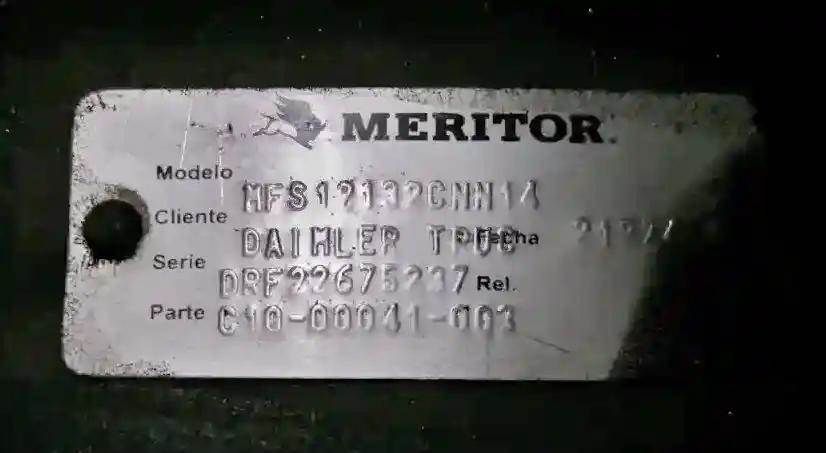 MERITOR
Modelo MFS12132CNN14
Cliente DAIMLER TRUC Fecha
Serie DRF22675237 Rel.
Parte C10-00041-003